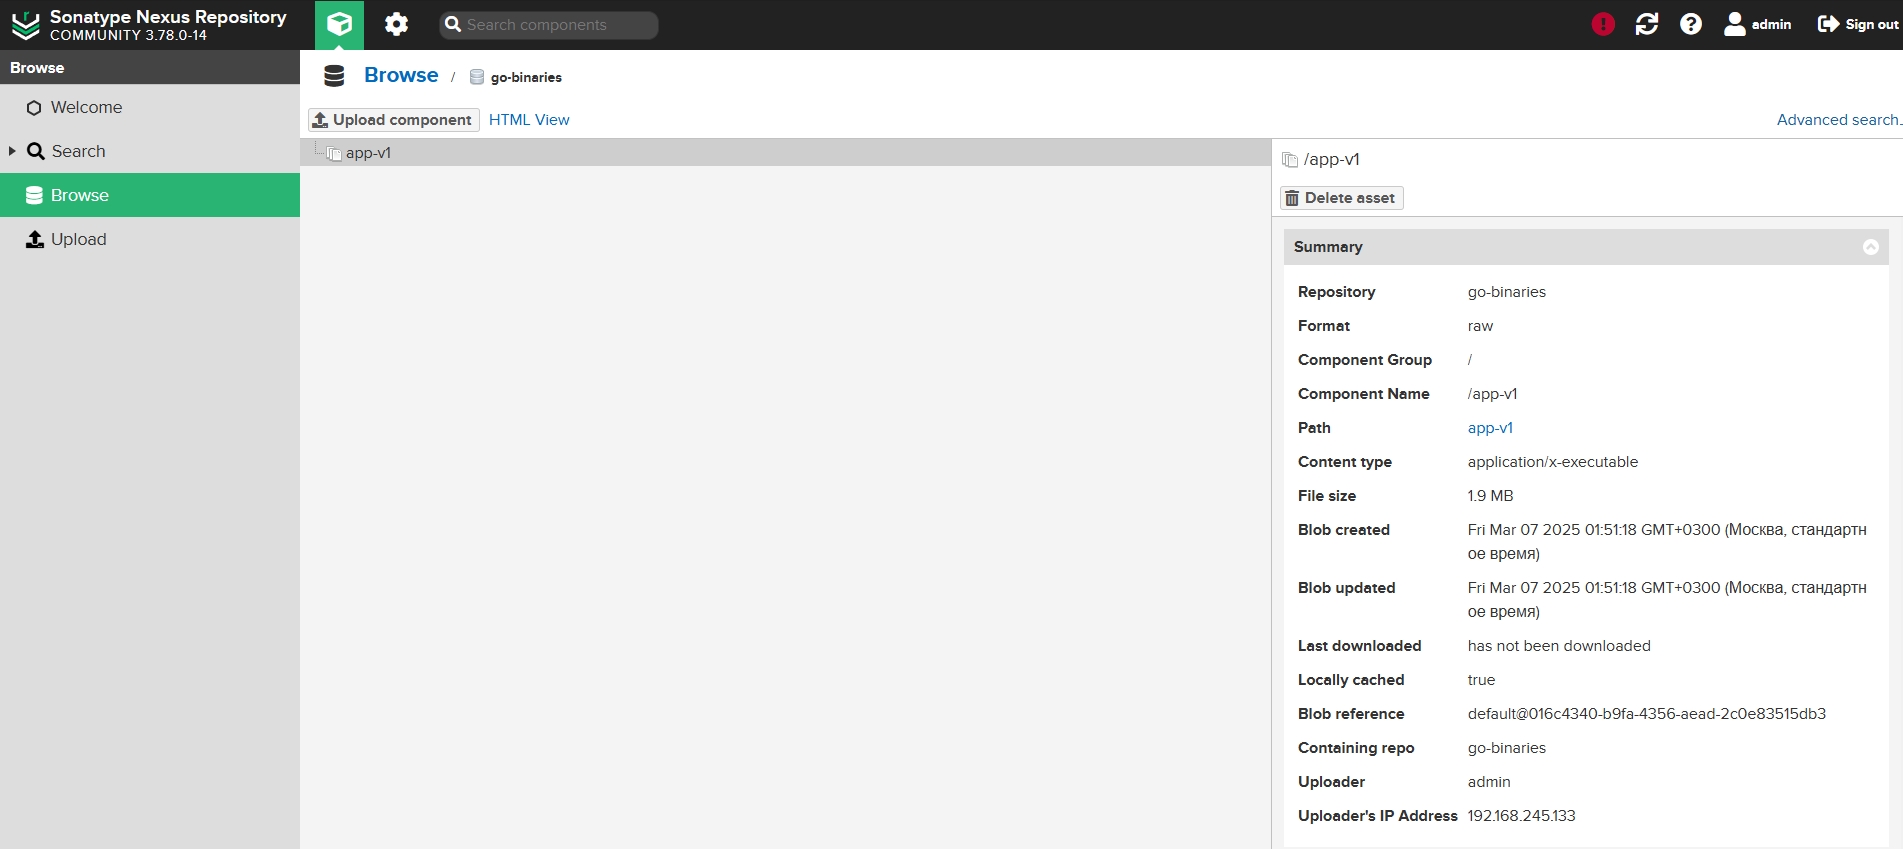 Sonatype Nexus Repository
COMMUNITY 3.78.0-14
Search components
admin
Sign out
Browse
Welcome
Search
Browse
Upload
Browse / go-binaries
Upload component
HTML View
Advanced search.
app-v1
/app-v1
Delete asset
Summary
Repository go-binaries
Format raw
Component Group /
Component Name /app-v1
Path app-v1
Content type application/x-executable
File size 1.9 MB
Blob created Fri Mar 07 2025 01:51:18 GMT+0300 (Москва, стандартн
ое время)
Blob updated Fri Mar 07 2025 01:51:18 GMT+0300 (Москва, стандартн
ое время)
Last downloaded has not been downloaded
Locally cached true
Blob reference default@016c4340-b9fa-4356-aead-2c0e83515db3
Containing repo go-binaries
Uploader admin
Uploader's IP Address 192.168.245.133